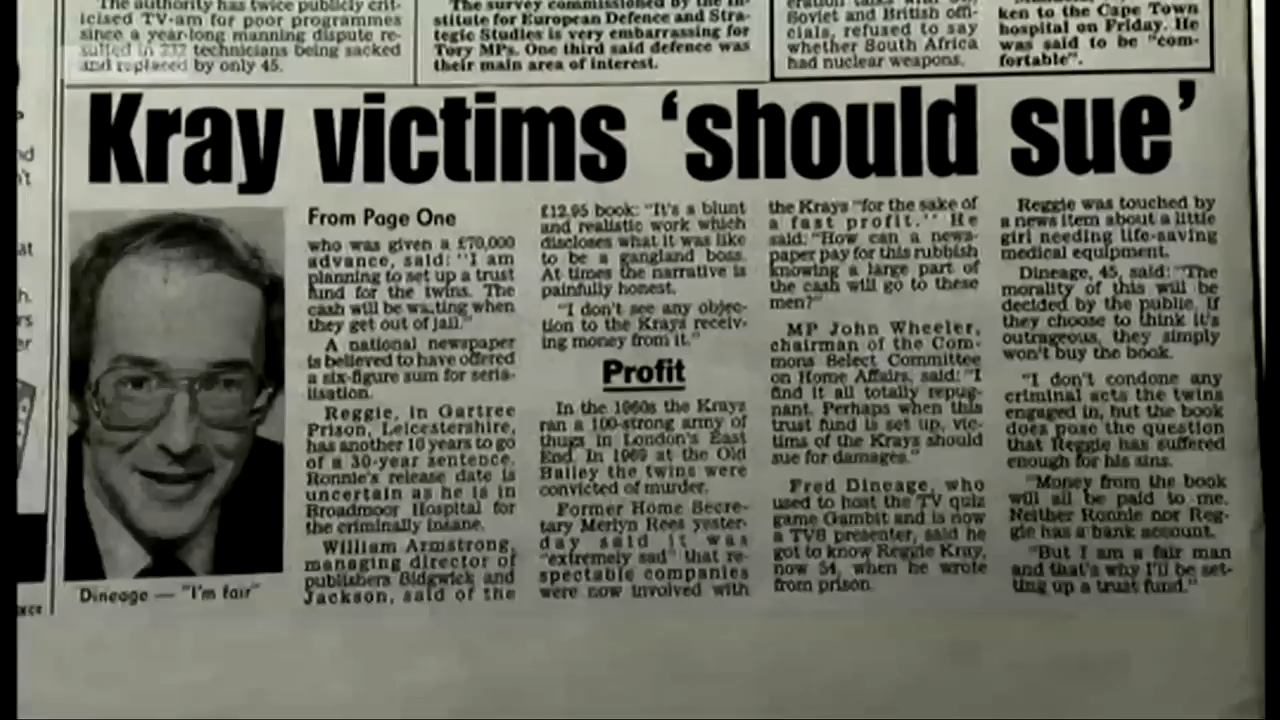 The authority has twice publicly crit-
icised TV-am for poor programmes
since a year-long manning dispute re-
sulted in 232 technicians being sacked
and replaced by only 45.
The survey commissioned by the In-
stitute for European Defence and Stra-
tegic Studies is very embarrassing for
Tory MPs. One third said defence was
their main area of interest.
Soviet and British offi-
cials, refused to say
whether South Africa
had nuclear weapons.
ken to the Cape Town
hospital on Friday. He
was said to be "com-
fortable".
Kray victims 'should sue'
Dineage — "I'm fair"
From Page One
who was given a £70,000
advance, said: "I am
planning to set up a trust
fund for the twins. The
cash will be waiting when
they get out of jail."
A national newspaper
is believed to have offered
a six-figure sum for seria-
lisation.
Reggie, in Gartree
Prison, Leicestershire,
has another 10 years to go
of a 30-year sentence.
Ronnie's release date is
uncertain as he is in
Broadmoor Hospital for
the criminally insane.
William Armstrong,
managing director of
publishers Sidgwick and
Jackson, said of the
£12.95 book: "It's a blunt
and realistic work which
discloses what it was like
to be a gangland boss.
At times the narrative is
painfully honest.
"I don't see any objec-
tion to the Krays receiv-
ing money from it."
Profit
In the 1960s the Krays
ran a 100-strong army of
thugs in London's East
End. In 1969 at the Old
Bailey the twins were
convicted of murder.
Former Home Secre-
tary Merlyn Rees yester-
day said it was
"extremely sad" that re-
spectable companies
were now involved with
the Krays "for the sake of
a fast profit." He
said: "How can a news-
paper pay for this rubbish
knowing a large part of
the cash will go to these
men?"
MP John Wheeler,
chairman of the Com-
mons Select Committee
on Home Affairs, said: "I
find it all totally repug-
nant. Perhaps when this
trust fund is set up, vic-
tims of the Krays should
sue for damages."
Fred Dineage, who
used to host the TV quiz
game Gambit and is now
a TVS presenter, said he
got to know Reggie Kray,
now 54, when he wrote
from prison.
Reggie was touched by
a news item about a little
girl needing life-saving
medical equipment.
Dineage, 45, said: "The
morality of this will be
decided by the public. If
they choose to think it's
outrageous, they simply
won't buy the book.
"I don't condone any
criminal acts the twins
engaged in, but the book
does pose the question
that Reggie has suffered
enough for his sins.
"Money from the book
will all be paid to me.
Neither Ronnie nor Reg-
gie has a bank account.
"But I am a fair man
and that's why I'll be set-
ting up a trust fund."